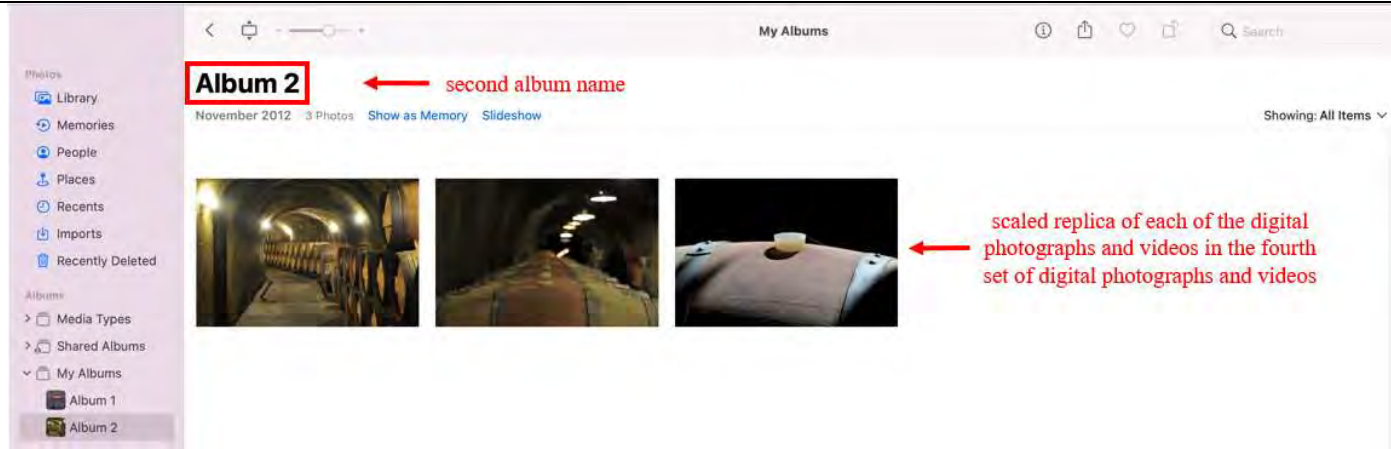 My Albums
Search
Photos
Library
Memories
People
Places
Recents
Imports
Recently Deleted
Albums
Media Types
Shared Albums
My Albums
Album 1
Album 2
Album 2
second album name
November 2012 3 Photos Show as Memory Slideshow
Showing: All Items
scaled replica of each of the digital
photographs and videos in the fourth
set of digital photographs and videos